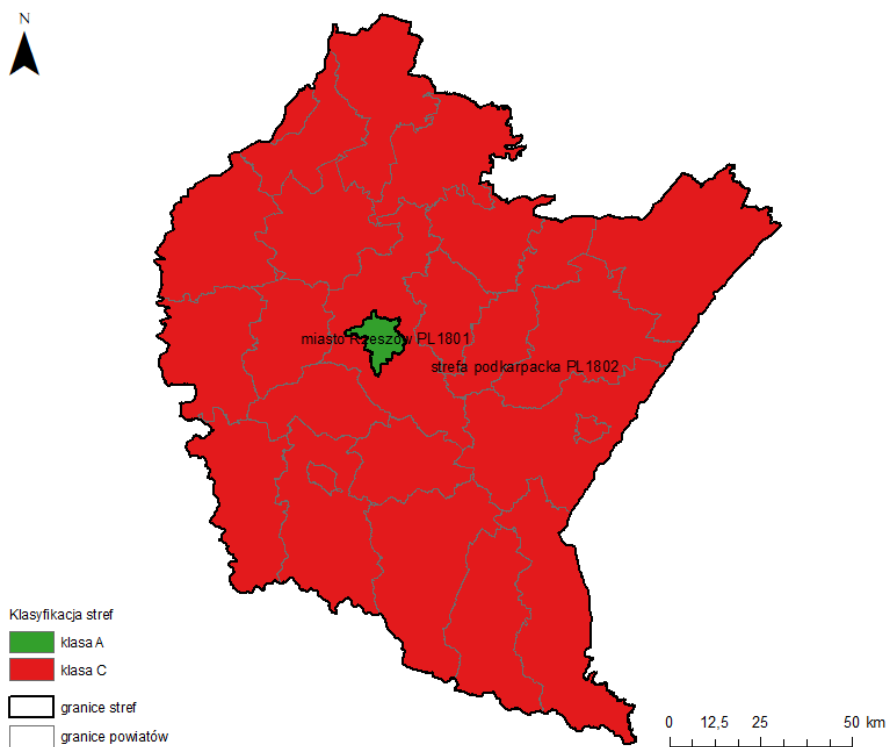 N
miasto Rzeszów PL1801
strefa podkarpacka PL1802
Klasyfikacja stref
klasa A
klasa C
granice stref
granice powiatów
0 12,5 25 50 km